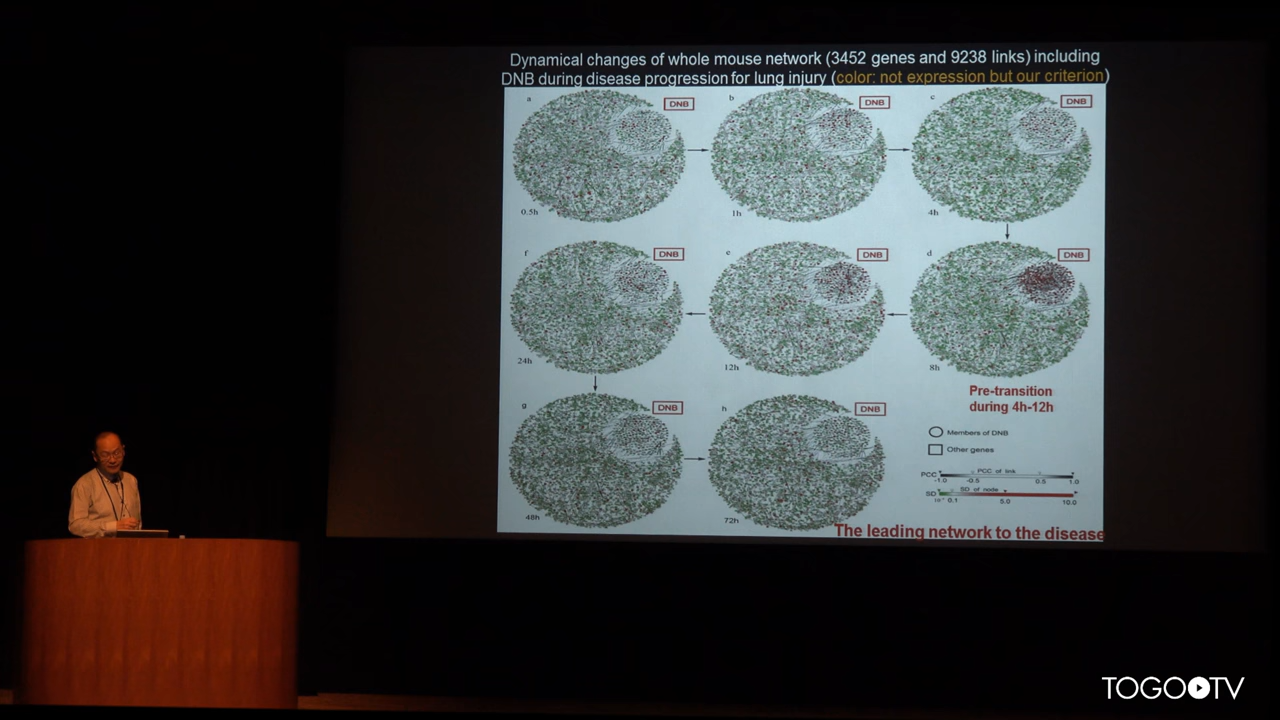 Dynamical changes of whole mouse network (3452 genes and 9238 links) including
DNB during disease progression for lung injury (color: not expression but our criterion)
a
DNB
b
DNB
c
DNB
0.5h
1h
4h
f
DNB
e
DNB
d
DNB
24h
12h
8h
Pre-transition
during 4h-12h
g
DNB
h
DNB
Members of DNB
Other genes
PCC
PCC of link
-1.0 -0.5 0.5 1.0
SD
SD of node
0.1 5.0 10.0
48h
72h
The leading network to the disease
TOGO TV